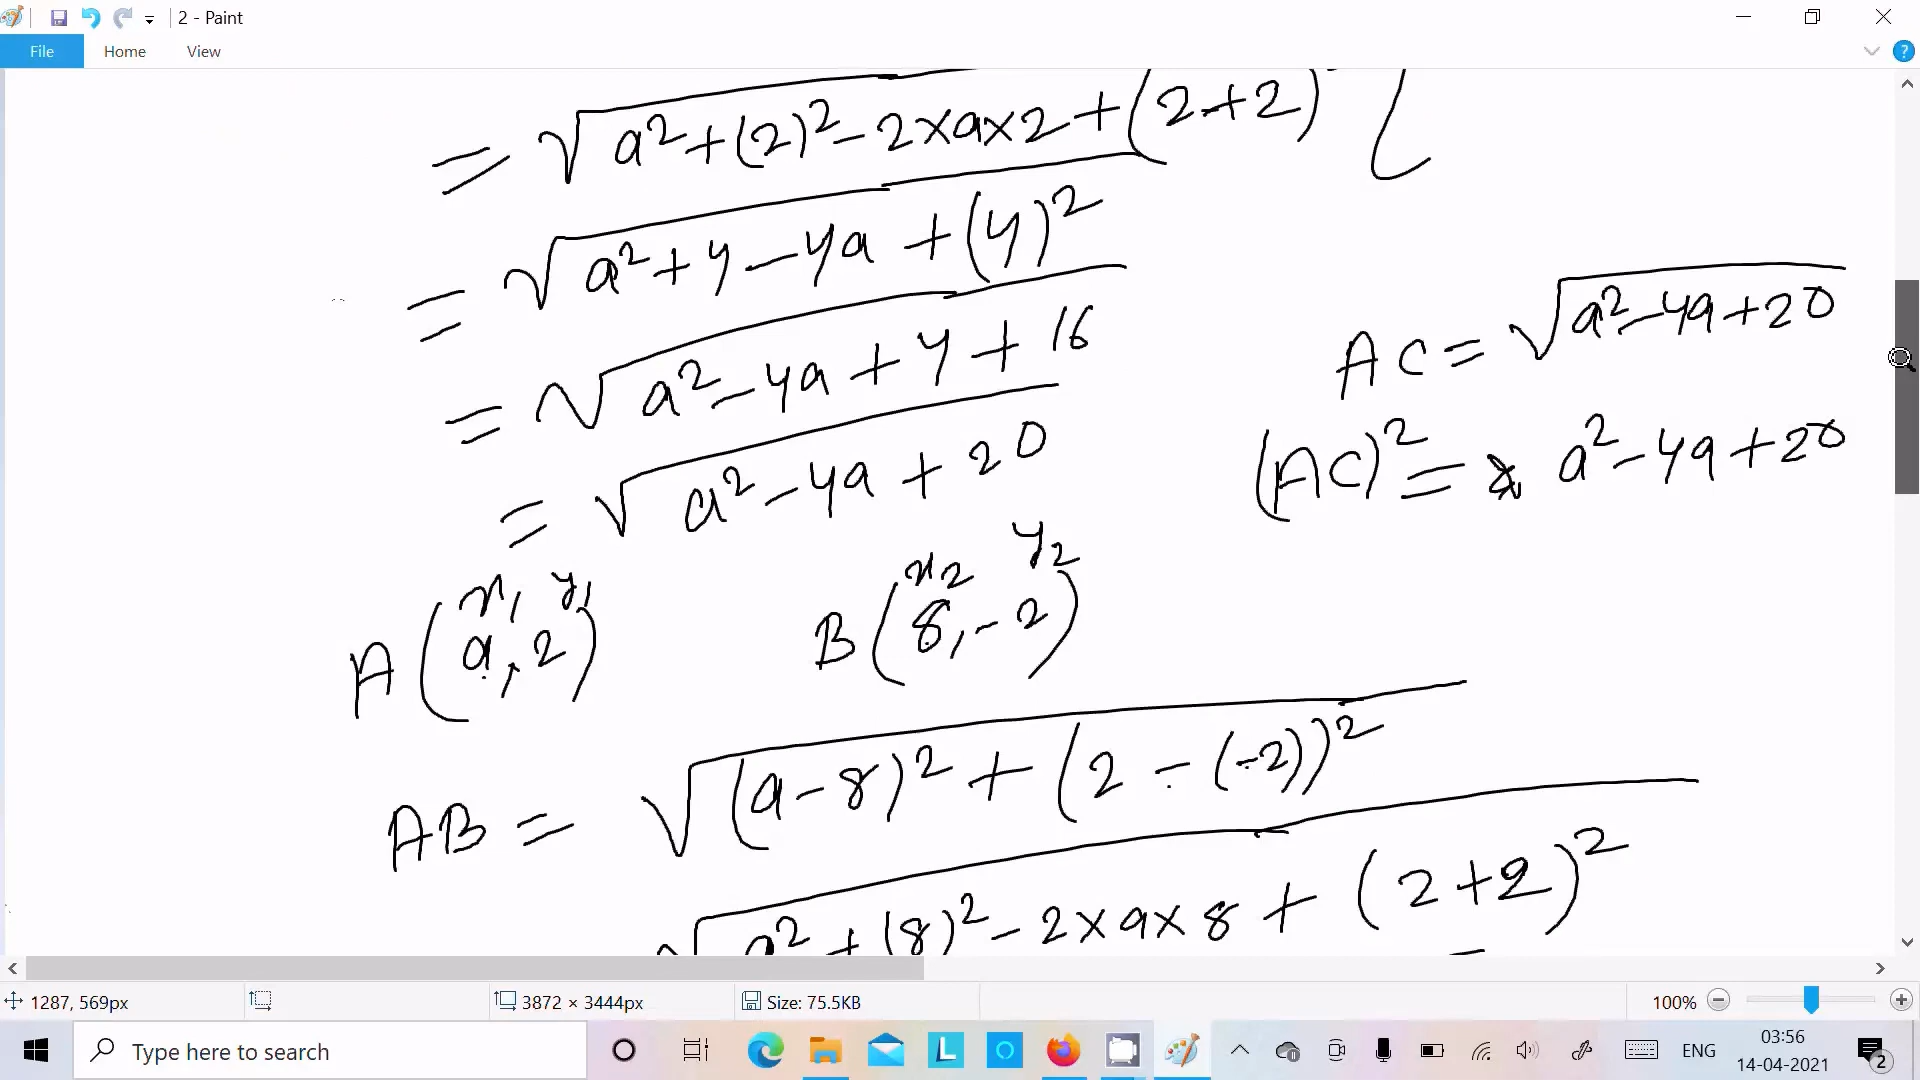 2 - Paint
File Home View
= √a²+(2)²-2×a×2+(2+2)
= √a²+4-4a+(4)²
= √a²-4a+4+16
AC = √a²-4a+20
= √a²-4a+20
(AC)² = a²-4a+20
x₁ y₁ x₂ y₂
A(a,2) B(8,-2)
AB = √(a-8)²+(2-(-2))²
√a²+(8)²-2×a×8+(2+2)²
1287, 569px 3872 × 3444px Size: 75.5KB 100%
Type here to search
L
ENG
03:56
14-04-2021
2